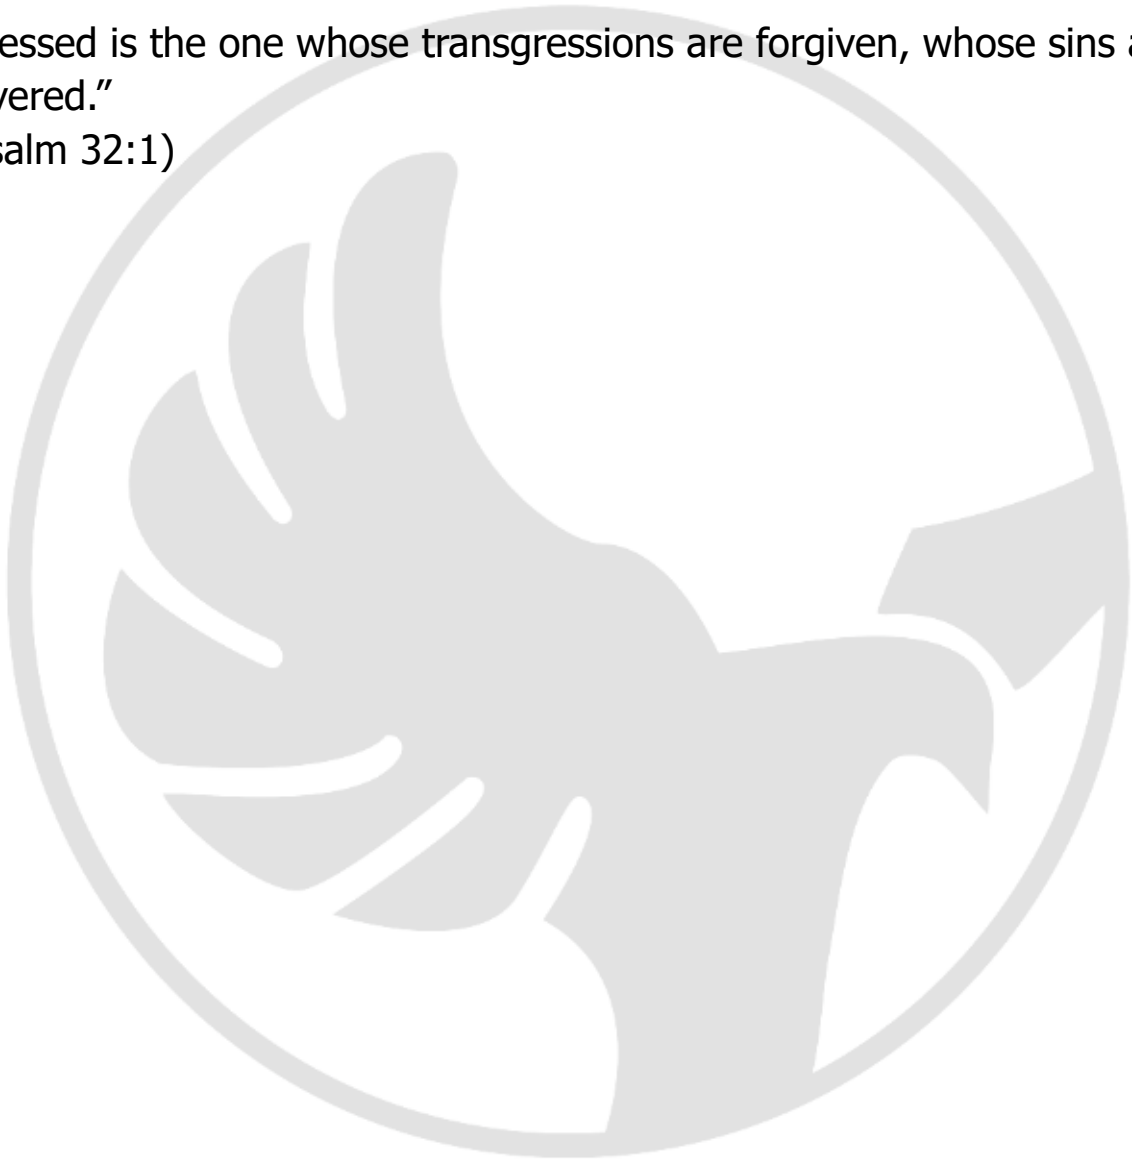 essed is the one whose transgressions are forgiven, whose sins a
vered.”
salm 32:1)